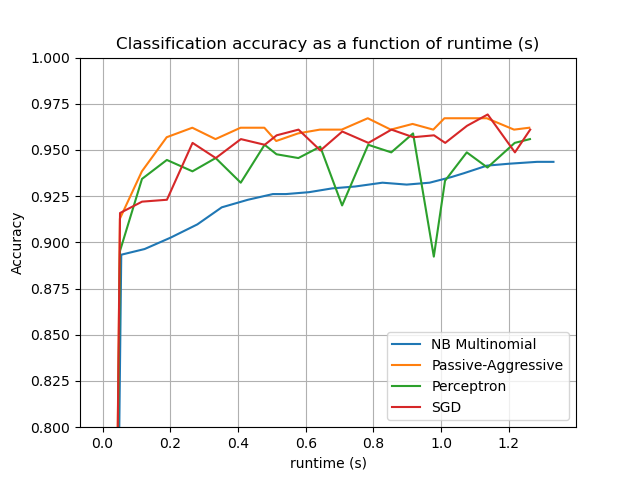 Classification accuracy as a function of runtime (s)
1.000
0.975
0.950
0.925
0.900
0.875
0.850
0.825
0.800
Accuracy
NB Multinomial
Passive-Aggressive
Perceptron
SGD
0.0 0.2 0.4 0.6 0.8 1.0 1.2
runtime (s)